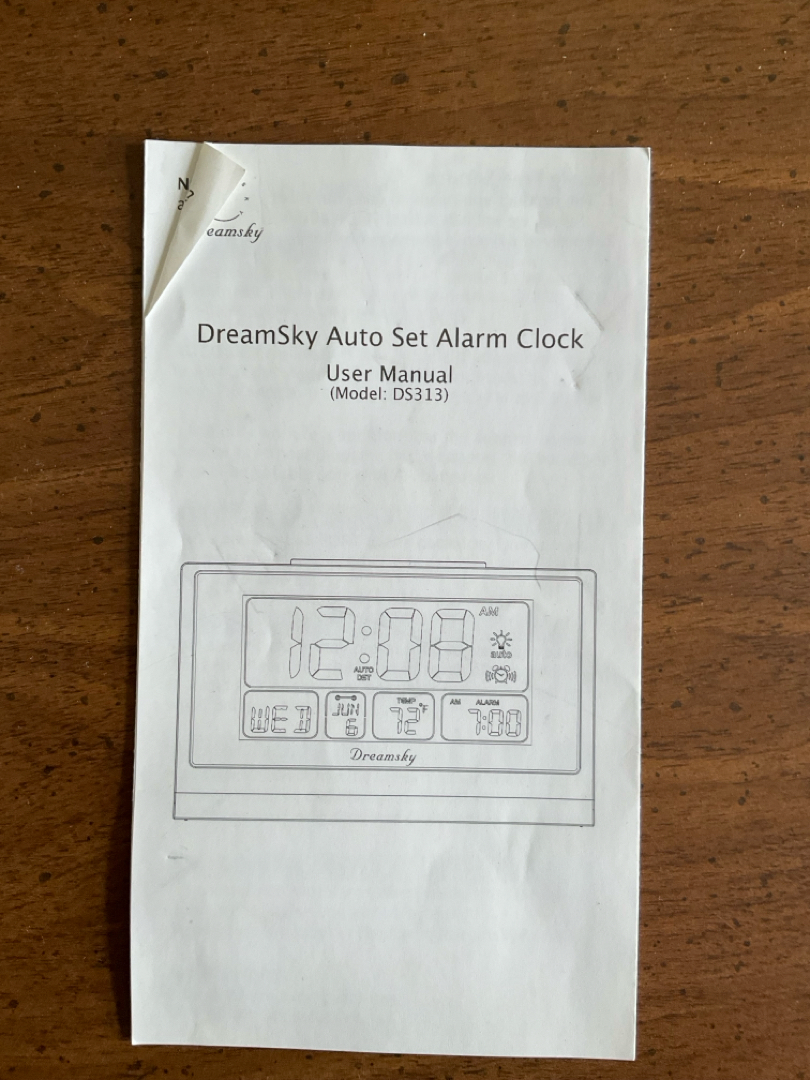 N
eamsky
DreamSky Auto Set Alarm Clock
User Manual
(Model: DS313)
12:08
AM
auto
AUTO
DST
WED
JUN
6
TEMP
72°F
AM ALARM
7:00
Dreamsky